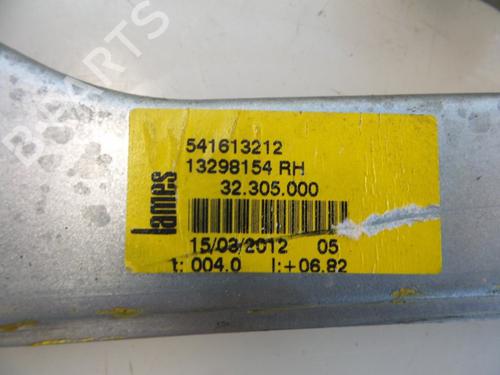 B-PARTS
541613212
13298154 RH
32.305.000
lames
15/03/2012 05
t: 004.0 l:+06.82